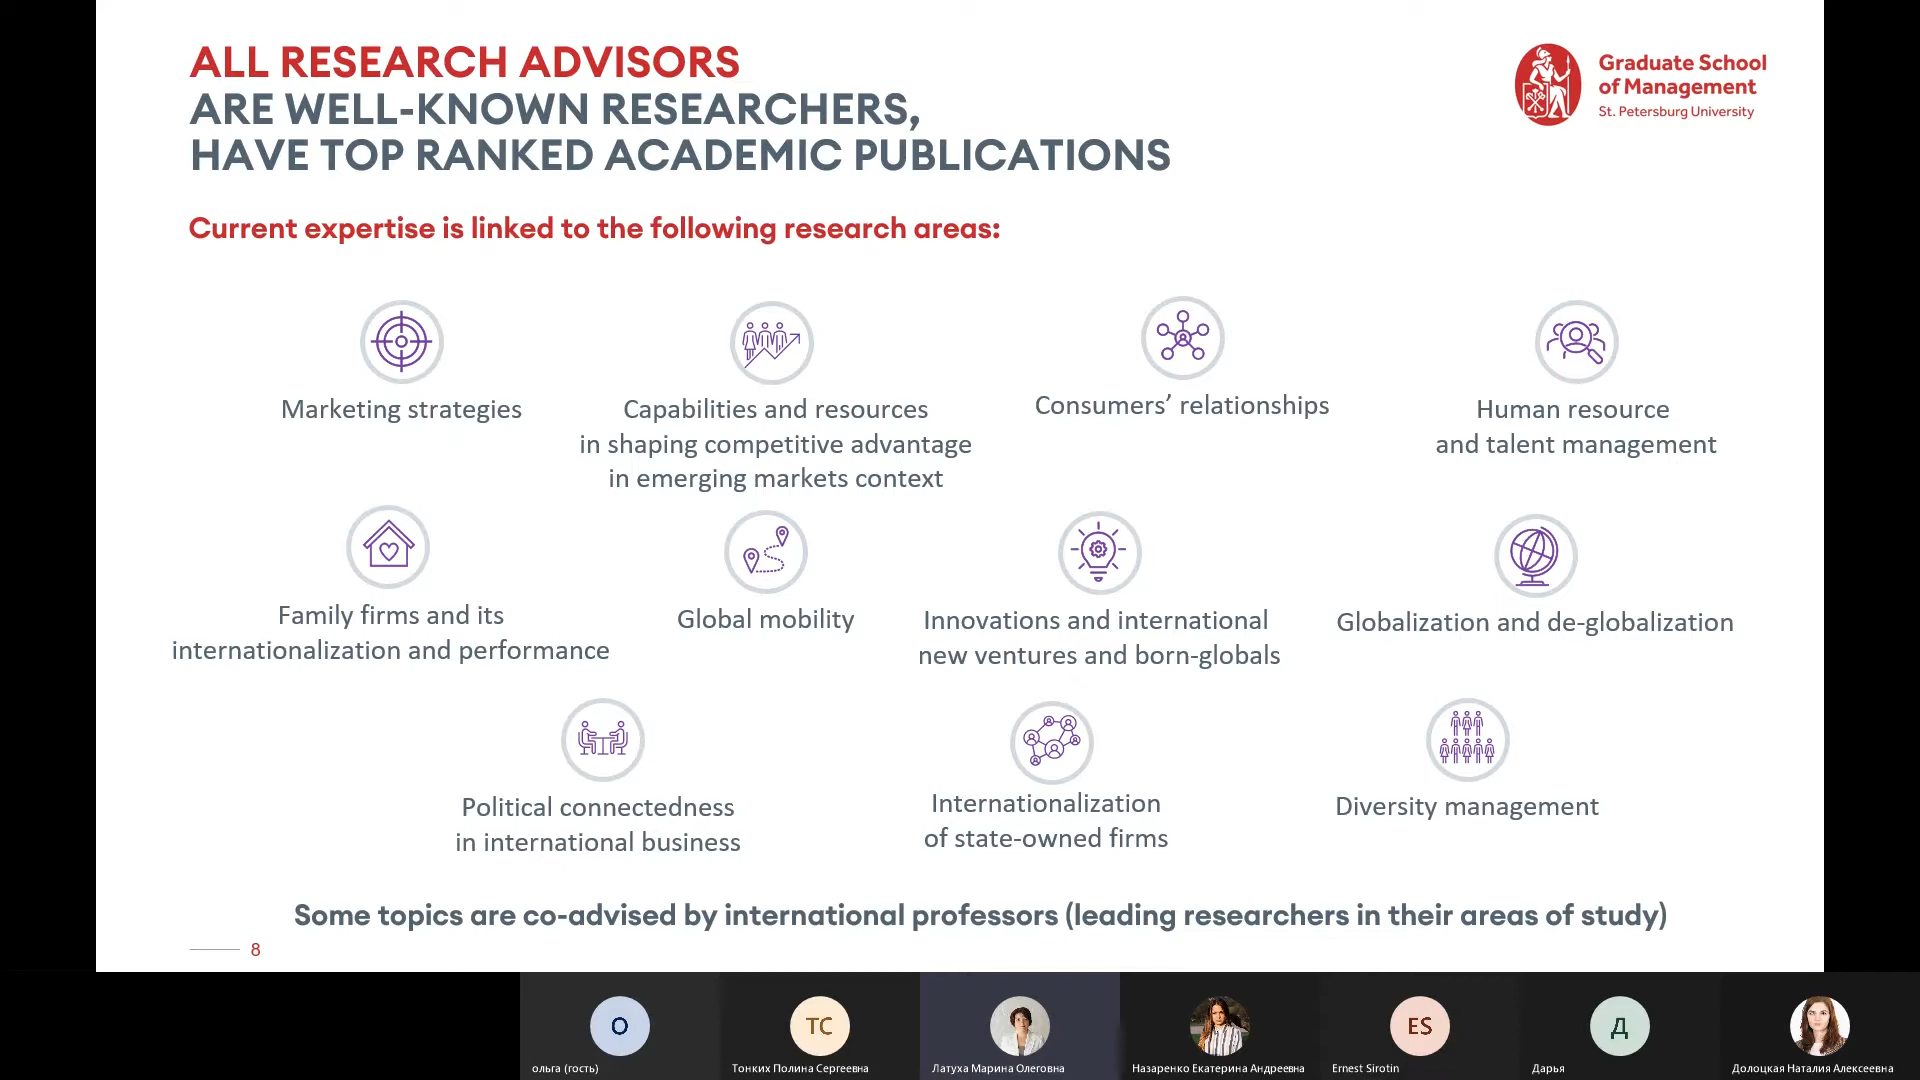 ALL RESEARCH ADVISORS
ARE WELL-KNOWN RESEARCHERS,
HAVE TOP RANKED ACADEMIC PUBLICATIONS
Graduate School
of Management
St. Petersburg University
Current expertise is linked to the following research areas:
Marketing strategies
Capabilities and resources
in shaping competitive advantage
in emerging markets context
Consumers’ relationships
Human resource
and talent management
Family firms and its
internationalization and performance
Global mobility
Innovations and international
new ventures and born-globals
Globalization and de-globalization
Political connectedness
in international business
Internationalization
of state-owned firms
Diversity management
Some topics are co-advised by international professors (leading researchers in their areas of study)
8
О
ольга (гость)
ТС
Тонких Полина Сергеевна
Латуха Марина Олеговна
Назаренко Екатерина Андреевна
ES
Ernest Sirotin
Д
Дарья
Долоцкая Наталия Алексеевна